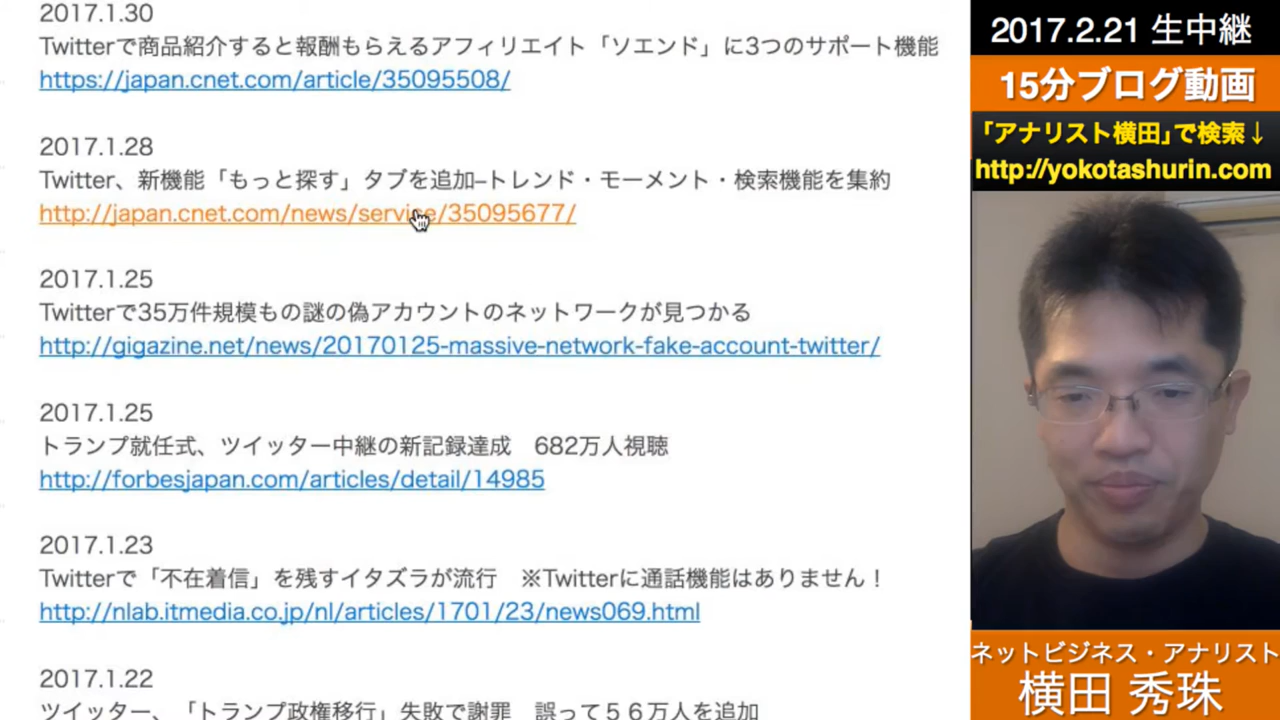 2017.1.30
Twitterで商品紹介すると報酬もらえるアフィリエイト「ソエンド」に3つのサポート機能
https://japan.cnet.com/article/35095508/
2017.1.28
Twitter、新機能「もっと探す」タブを追加–トレンド・モーメント・検索機能を集約
http://japan.cnet.com/news/service/35095677/
2017.1.25
Twitterで35万件規模もの謎の偽アカウントのネットワークが見つかる
http://gigazine.net/news/20170125-massive-network-fake-account-twitter/
2017.1.25
トランプ就任式、ツイッター中継の新記録達成　682万人視聴
http://forbesjapan.com/articles/detail/14985
2017.1.23
Twitterで「不在着信」を残すイタズラが流行　※Twitterに通話機能はありません！
http://nlab.itmedia.co.jp/nl/articles/1701/23/news069.html
2017.1.22
ツイッター、「トランプ政権移行」失敗で謝罪　誤って５６万人を追加
2017.2.21 生中継
15分ブログ動画
「アナリスト横田」で検索↓
http://yokotashurin.com
ネットビジネス・アナリスト
横田 秀珠